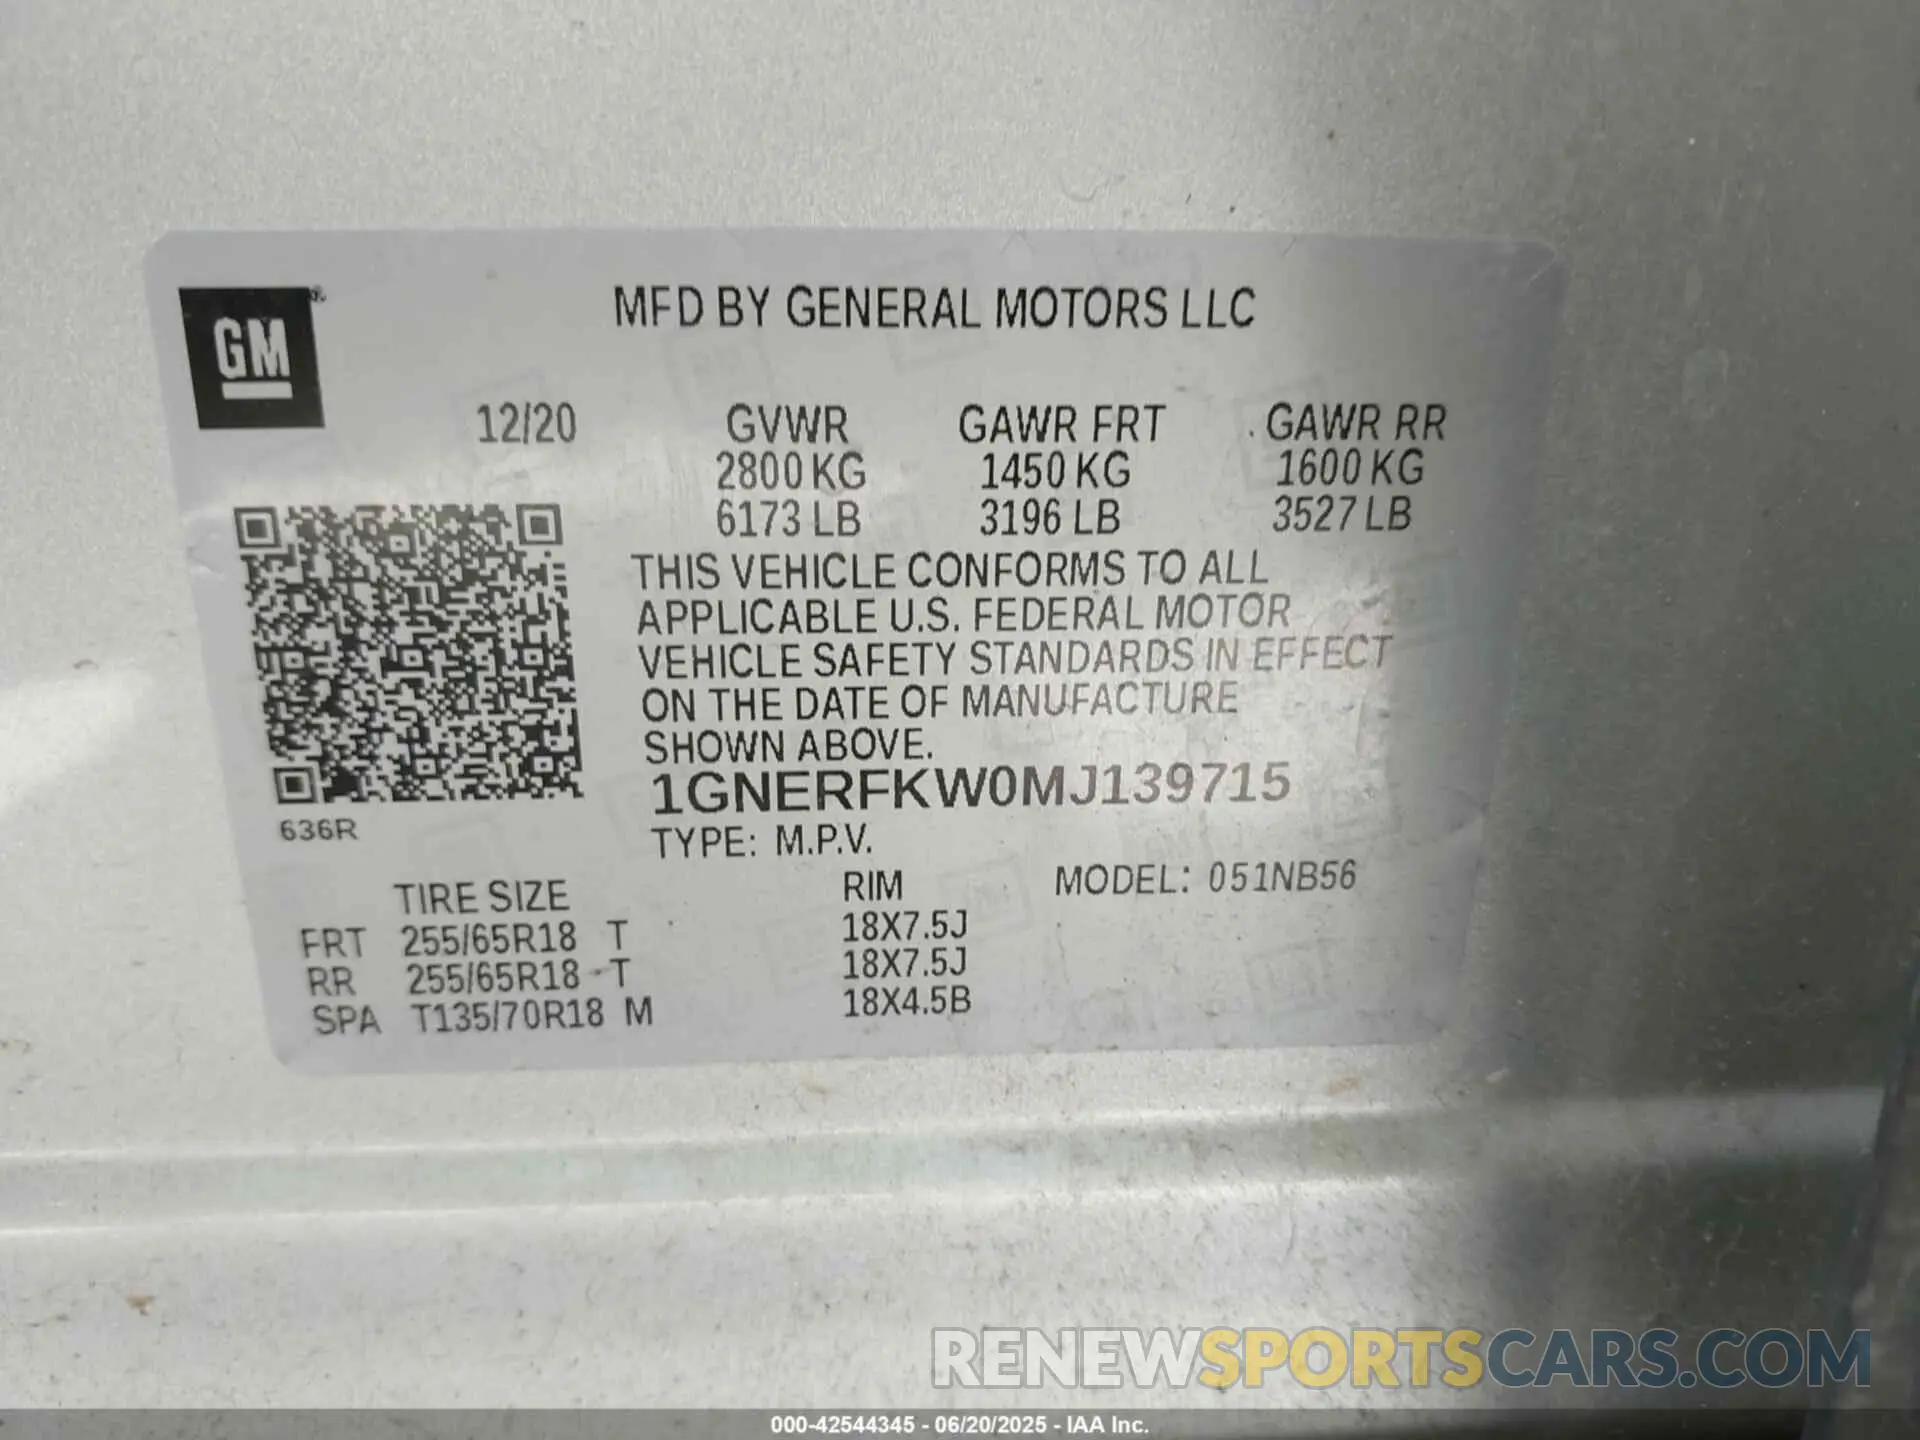 GM®
MFD BY GENERAL MOTORS LLC
12/20 GVWR GAWR FRT GAWR RR
2800 KG 1450 KG 1600 KG
6173 LB 3196 LB 3527 LB
THIS VEHICLE CONFORMS TO ALL
APPLICABLE U.S. FEDERAL MOTOR
VEHICLE SAFETY STANDARDS IN EFFECT
ON THE DATE OF MANUFACTURE
SHOWN ABOVE.
1GNERFKW0MJ139715
636R
TYPE: M.P.V.
TIRE SIZE RIM MODEL: 051NB56
FRT 255/65R18 T 18X7.5J
RR 255/65R18 T 18X7.5J
SPA T135/70R18 M 18X4.5B
RENEWSPORTSCARS.COM
000-42544345 - 06/20/2025 - IAA Inc.